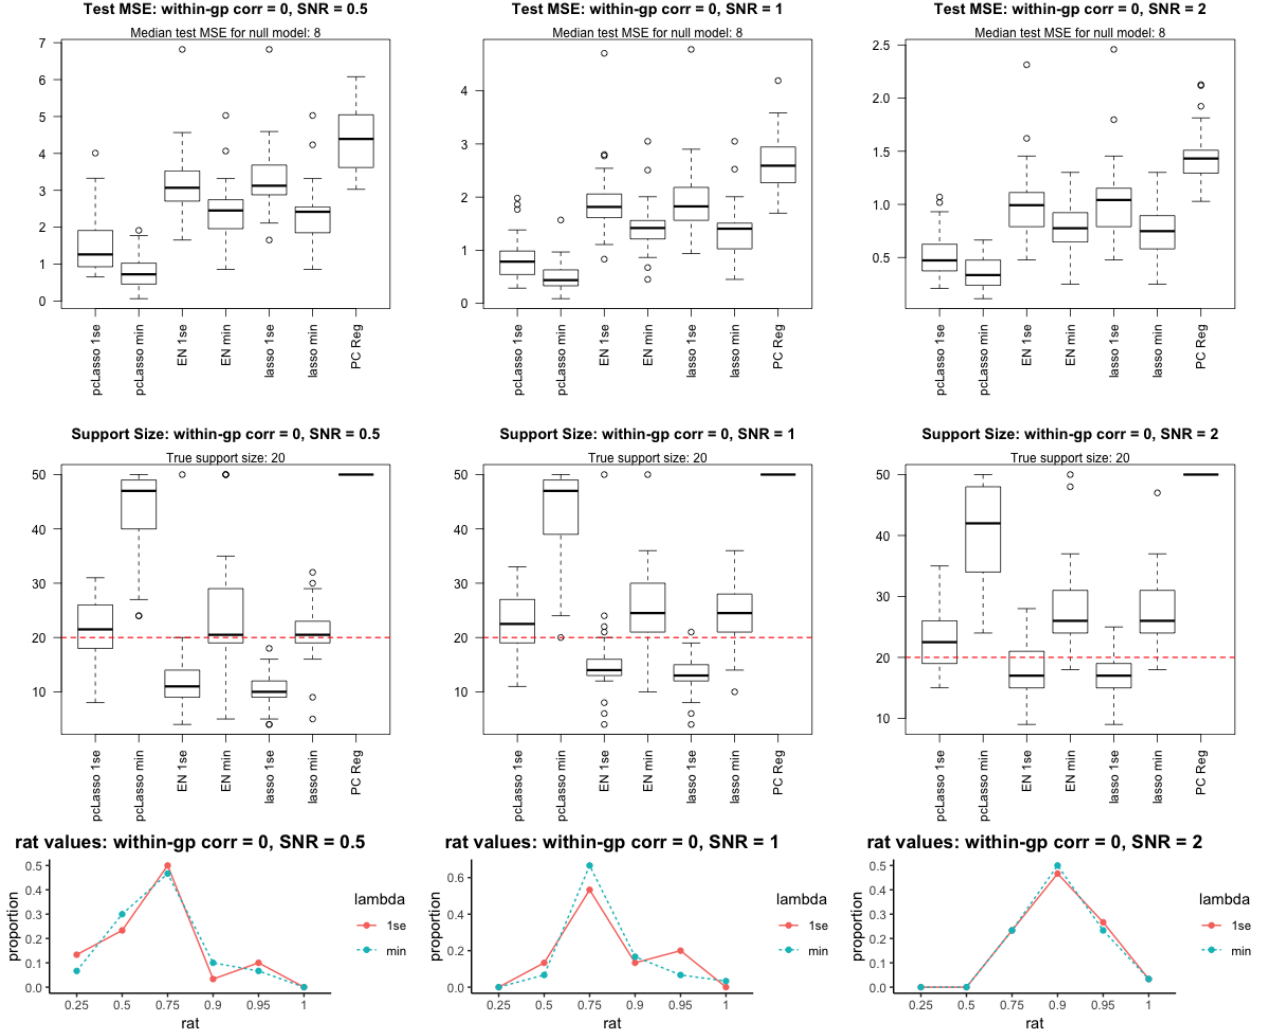 Test MSE: within-gp corr = 0, SNR = 0.5
Median test MSE for null model: 8
7
6
5
4
3
2
1
0
pcLasso 1se
pcLasso min
EN 1se
EN min
lasso 1se
lasso min
PC Reg
Test MSE: within-gp corr = 0, SNR = 1
Median test MSE for null model: 8
4
3
2
1
0
pcLasso 1se
pcLasso min
EN 1se
EN min
lasso 1se
lasso min
PC Reg
Test MSE: within-gp corr = 0, SNR = 2
Median test MSE for null model: 8
2.5
2.0
1.5
1.0
0.5
pcLasso 1se
pcLasso min
EN 1se
EN min
lasso 1se
lasso min
PC Reg
Support Size: within-gp corr = 0, SNR = 0.5
True support size: 20
50
40
30
20
10
pcLasso 1se
pcLasso min
EN 1se
EN min
lasso 1se
lasso min
PC Reg
Support Size: within-gp corr = 0, SNR = 1
True support size: 20
50
40
30
20
10
pcLasso 1se
pcLasso min
EN 1se
EN min
lasso 1se
lasso min
PC Reg
Support Size: within-gp corr = 0, SNR = 2
True support size: 20
50
40
30
20
10
pcLasso 1se
pcLasso min
EN 1se
EN min
lasso 1se
lasso min
PC Reg
rat values: within-gp corr = 0, SNR = 0.5
proportion
0.5
0.4
0.3
0.2
0.1
0.0
0.25 0.5 0.75 0.9 0.95 1
rat
lambda
1se
min
rat values: within-gp corr = 0, SNR = 1
proportion
0.6
0.4
0.2
0.0
0.25 0.5 0.75 0.9 0.95 1
rat
lambda
1se
min
rat values: within-gp corr = 0, SNR = 2
proportion
0.5
0.4
0.3
0.2
0.1
0.0
0.25 0.5 0.75 0.9 0.95 1
rat
lambda
1se
min